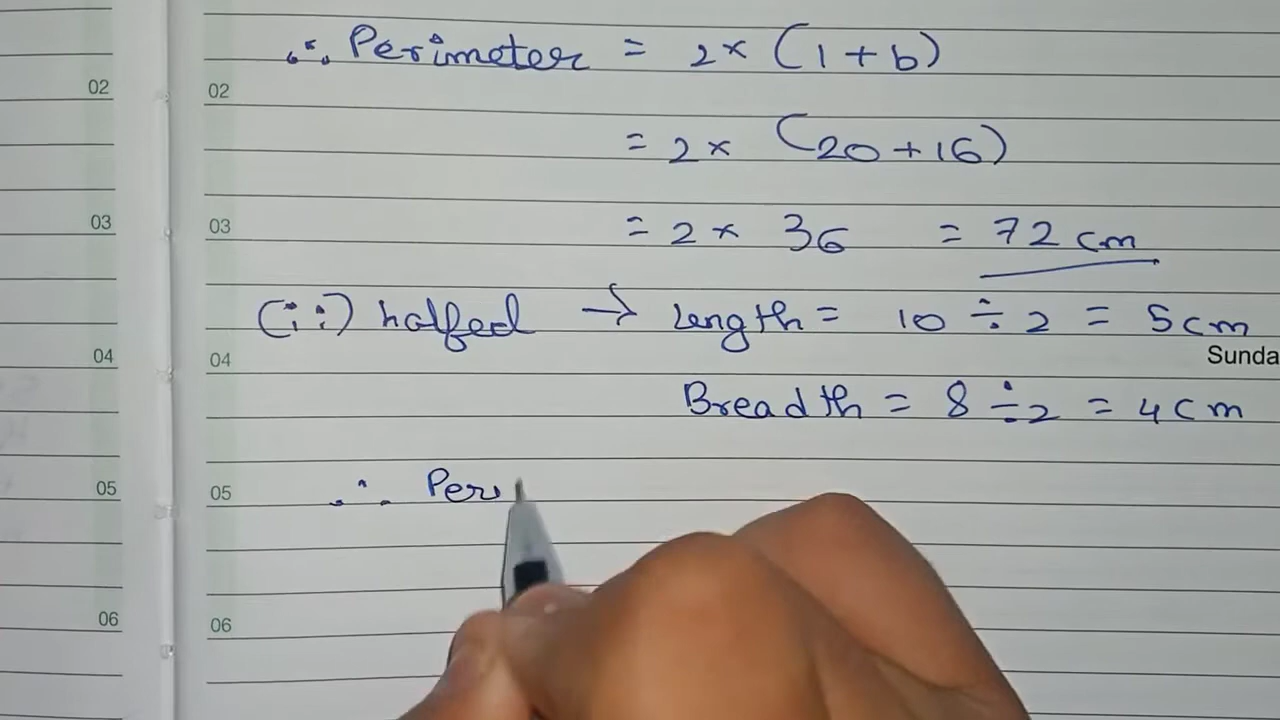 ∴ Perimeter = 2 × (l + b)
02 02
= 2 × (20 + 16)
03 03 = 2 × 36 = 72 cm
(ii) halfed → Length = 10 ÷ 2 = 5 cm
Sunda
04 04
Breadth = 8 ÷ 2 = 4 cm
05 05 ∴ Peri
06 06